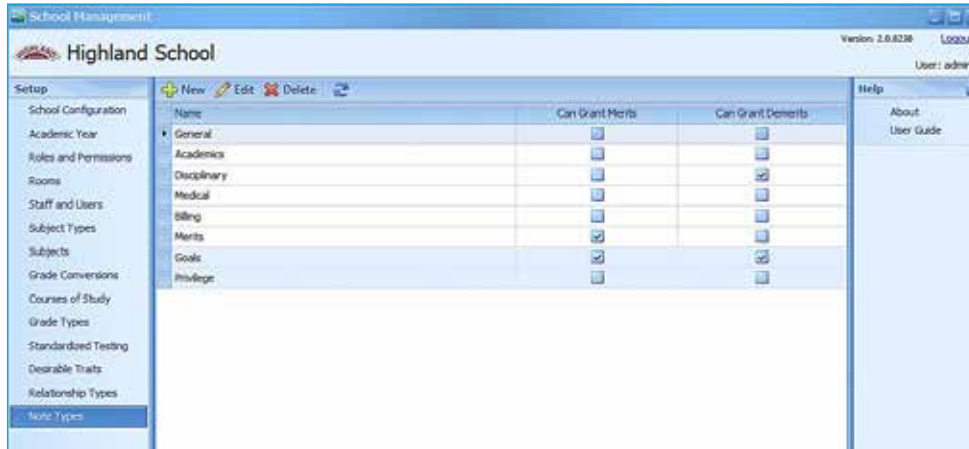 School Management
Highland School
Version: 2.0.8238 Logou
User: admin
Setup
School Configuration
Academic Year
Roles and Permissions
Rooms
Staff and Users
Subject Types
Subjects
Grade Conversions
Courses of Study
Grade Types
Standardized Testing
Desirable Traits
Relationship Types
Note Types
New Edit Delete
Name Can Grant Merits Can Grant Demerits
General
Academics
Disciplinary
Medical
Billing
Merits
Goals
Privilege
Help
About
User Guide